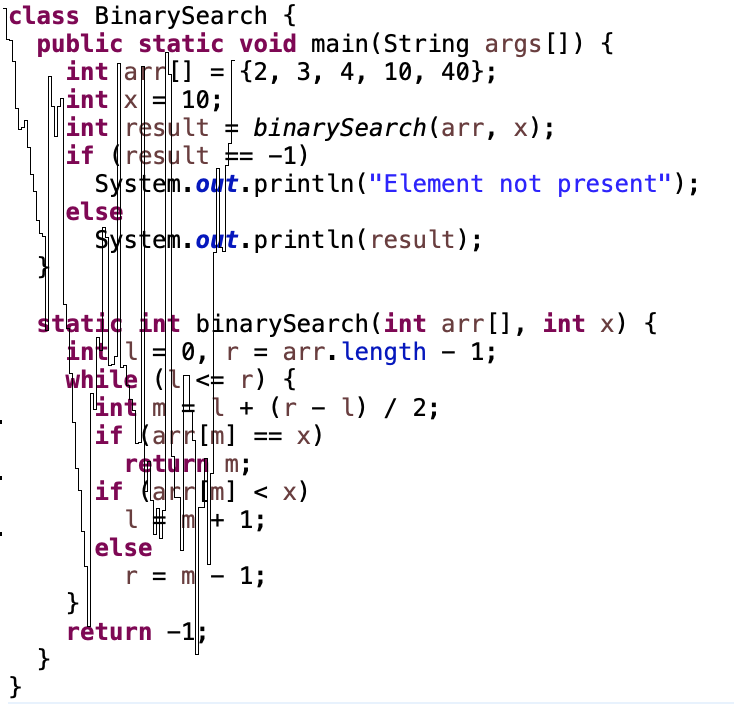 class BinarySearch {
public static void main(String args[]) {
int arr[] = {2, 3, 4, 10, 40};
int x = 10;
int result = binarySearch(arr, x);
if (result == -1)
System.out.println("Element not present");
else
System.out.println(result);
}
static int binarySearch(int arr[], int x) {
int l = 0, r = arr.length - 1;
while (l <= r) {
int m = l + (r - l) / 2;
if (arr[m] == x)
return m;
if (arr[m] < x)
l = m + 1;
else
r = m - 1;
}
return -1;
}
}